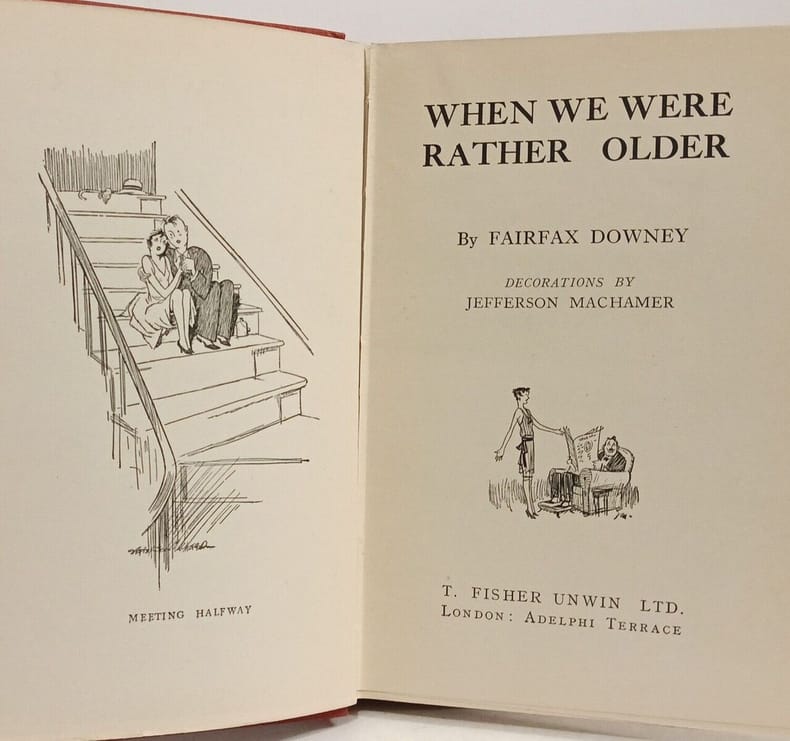 MEETING HALFWAY
WHEN WE WERE
RATHER OLDER
By FAIRFAX DOWNEY
DECORATIONS BY
JEFFERSON MACHAMER
T. FISHER UNWIN LTD.
LONDON: ADELPHI TERRACE